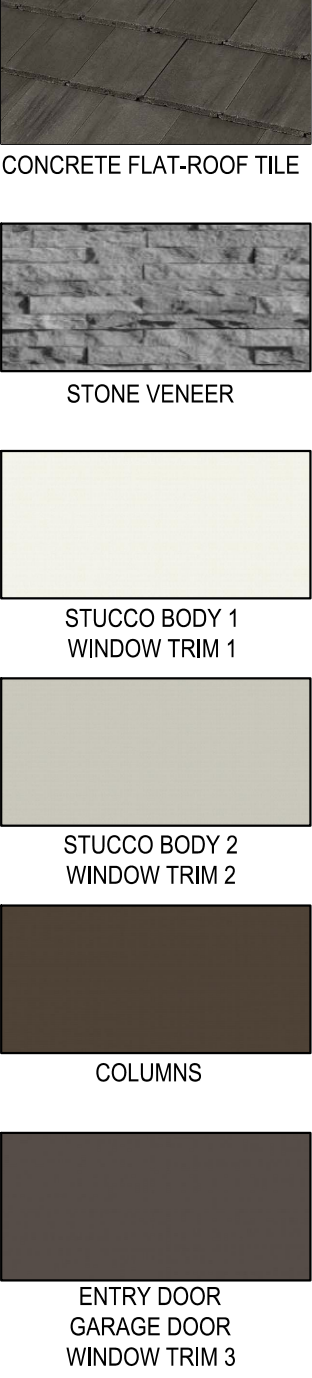 CONCRETE FLAT-ROOF TILE
STONE VENEER
STUCCO BODY 1
WINDOW TRIM 1
STUCCO BODY 2
WINDOW TRIM 2
COLUMNS
ENTRY DOOR
GARAGE DOOR
WINDOW TRIM 3